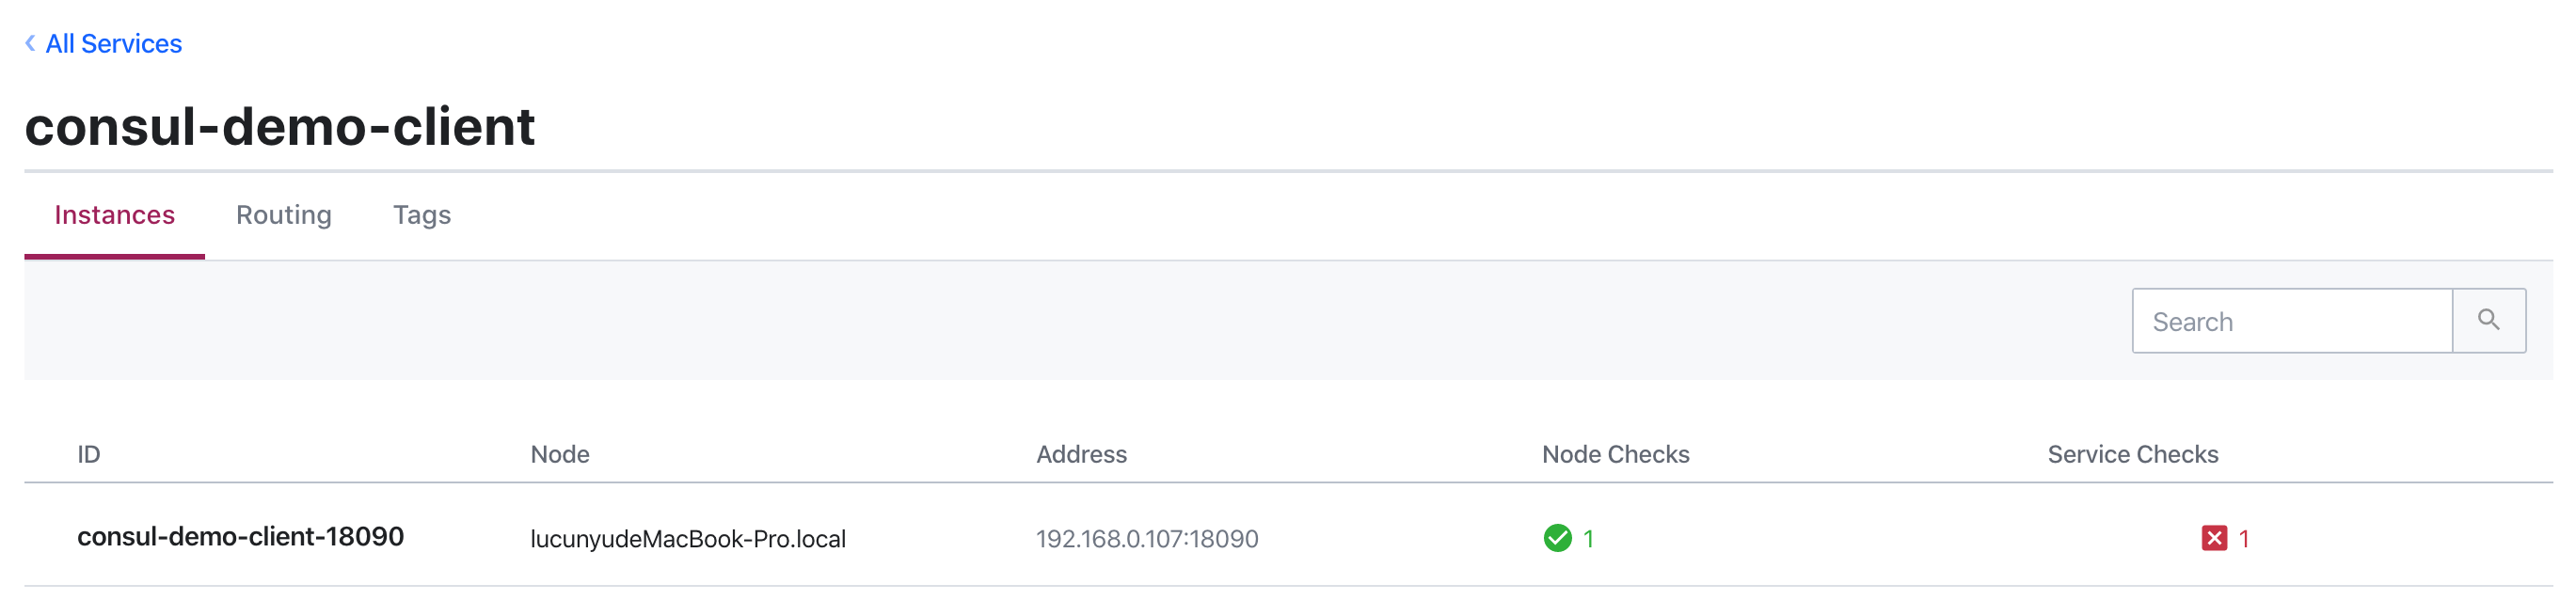 All Services
consul-demo-client
Instances Routing Tags
Search
ID Node Address Node Checks Service Checks
consul-demo-client-18090 lucunyudeMacBook-Pro.local 192.168.0.107:18090 1 1